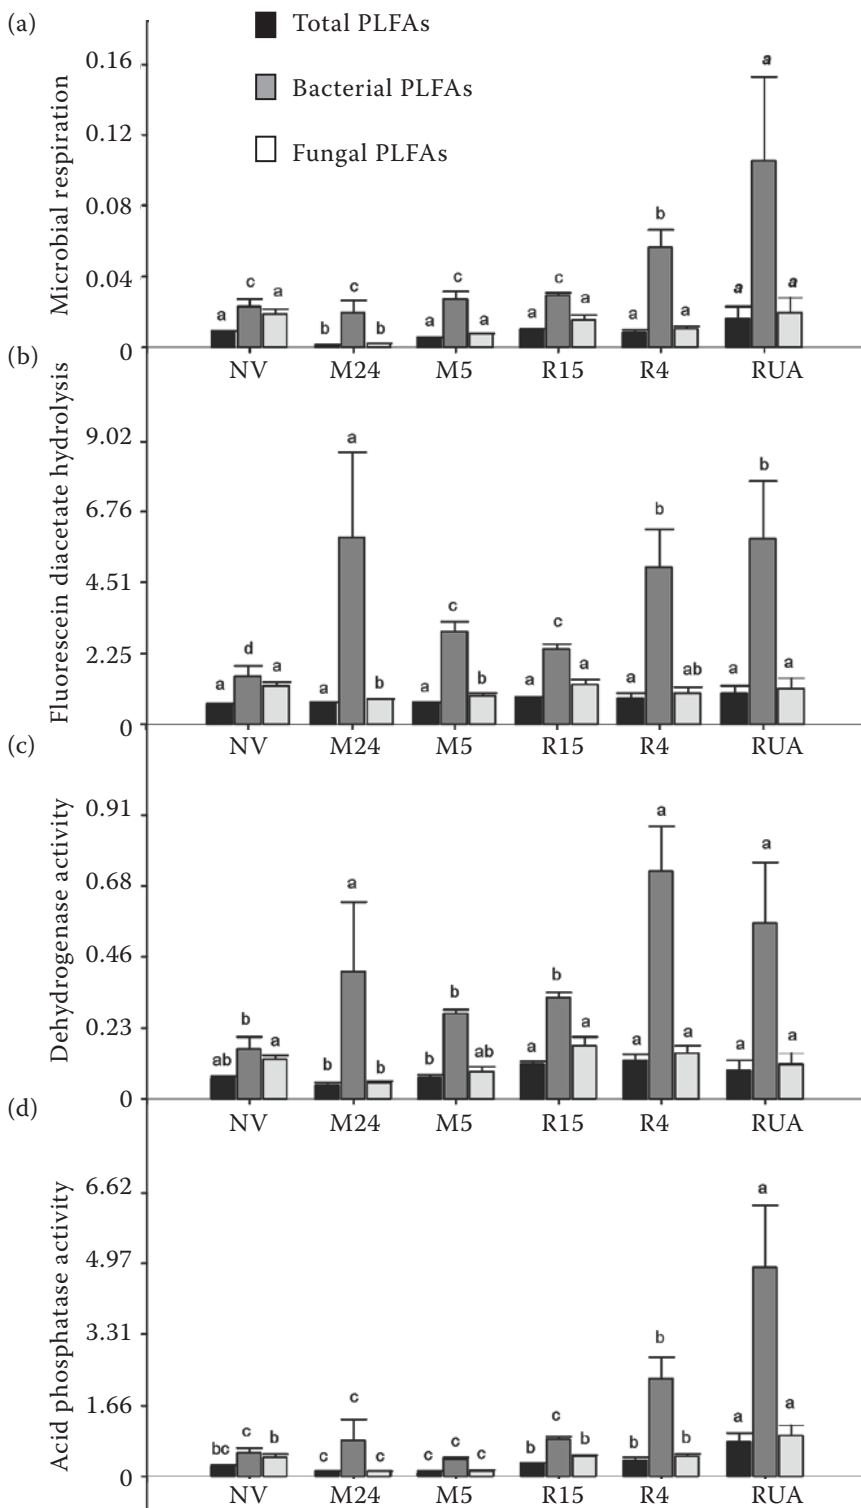 (a)
Total PLFAs
Bacterial PLFAs
Fungal PLFAs
Microbial respiration
0.16
0.12
0.08
0.04
0
a c a b c b a c a a c a a b a a a a
NV M24 M5 R15 R4 RUA
(b)
Fluorescein diacetate hydrolysis
9.02
6.76
4.51
2.25
0
a d a a a b a c b a c a a b ab a b a
NV M24 M5 R15 R4 RUA
(c)
Dehydrogenase activity
0.91
0.68
0.46
0.23
0
ab b a b a b b b ab a b a a a a a a a
NV M24 M5 R15 R4 RUA
(d)
Acid phosphatase activity
6.62
4.97
3.31
1.66
0
bc c b c c c c c c b c b b b b a a a
NV M24 M5 R15 R4 RUA